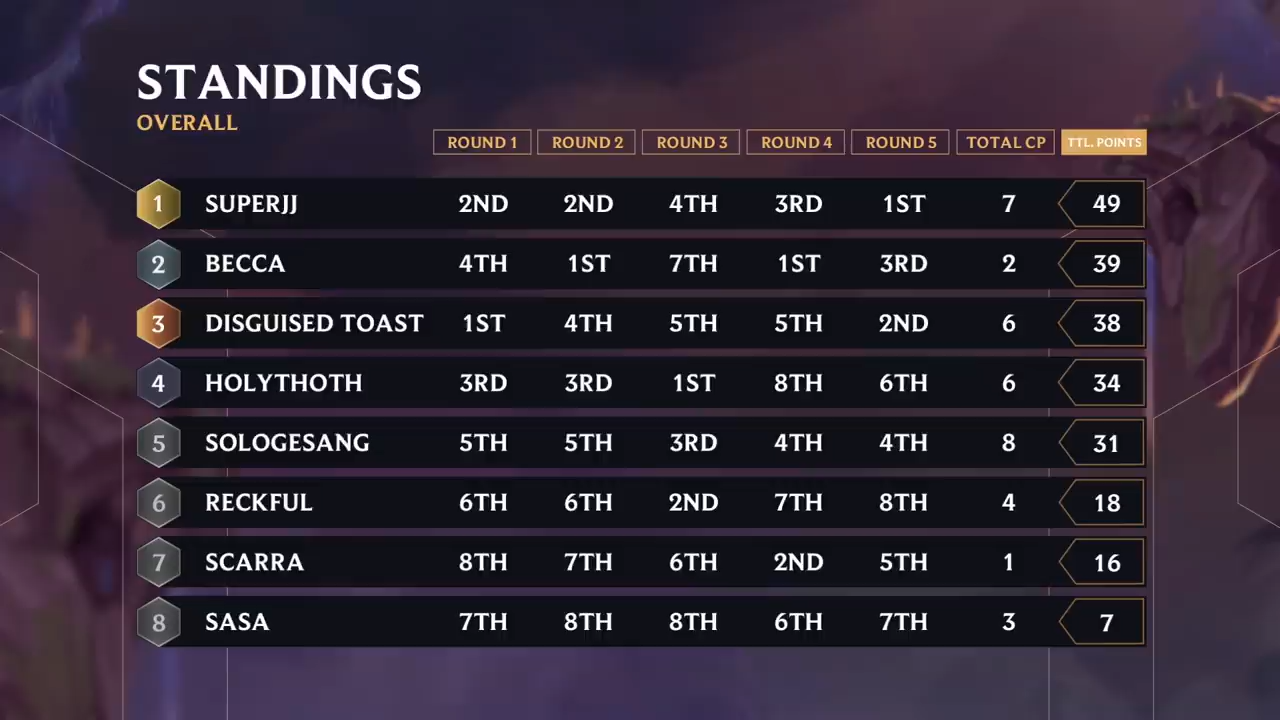 STANDINGS
OVERALL
ROUND 1 ROUND 2 ROUND 3 ROUND 4 ROUND 5 TOTAL CP TTL. POINTS
1 SUPERJJ 2ND 2ND 4TH 3RD 1ST 7 49
2 BECCA 4TH 1ST 7TH 1ST 3RD 2 39
3 DISGUISED TOAST 1ST 4TH 5TH 5TH 2ND 6 38
4 HOLYTHOTH 3RD 3RD 1ST 8TH 6TH 6 34
5 SOLOGESANG 5TH 5TH 3RD 4TH 4TH 8 31
6 RECKFUL 6TH 6TH 2ND 7TH 8TH 4 18
7 SCARRA 8TH 7TH 6TH 2ND 5TH 1 16
8 SASA 7TH 8TH 8TH 6TH 7TH 3 7